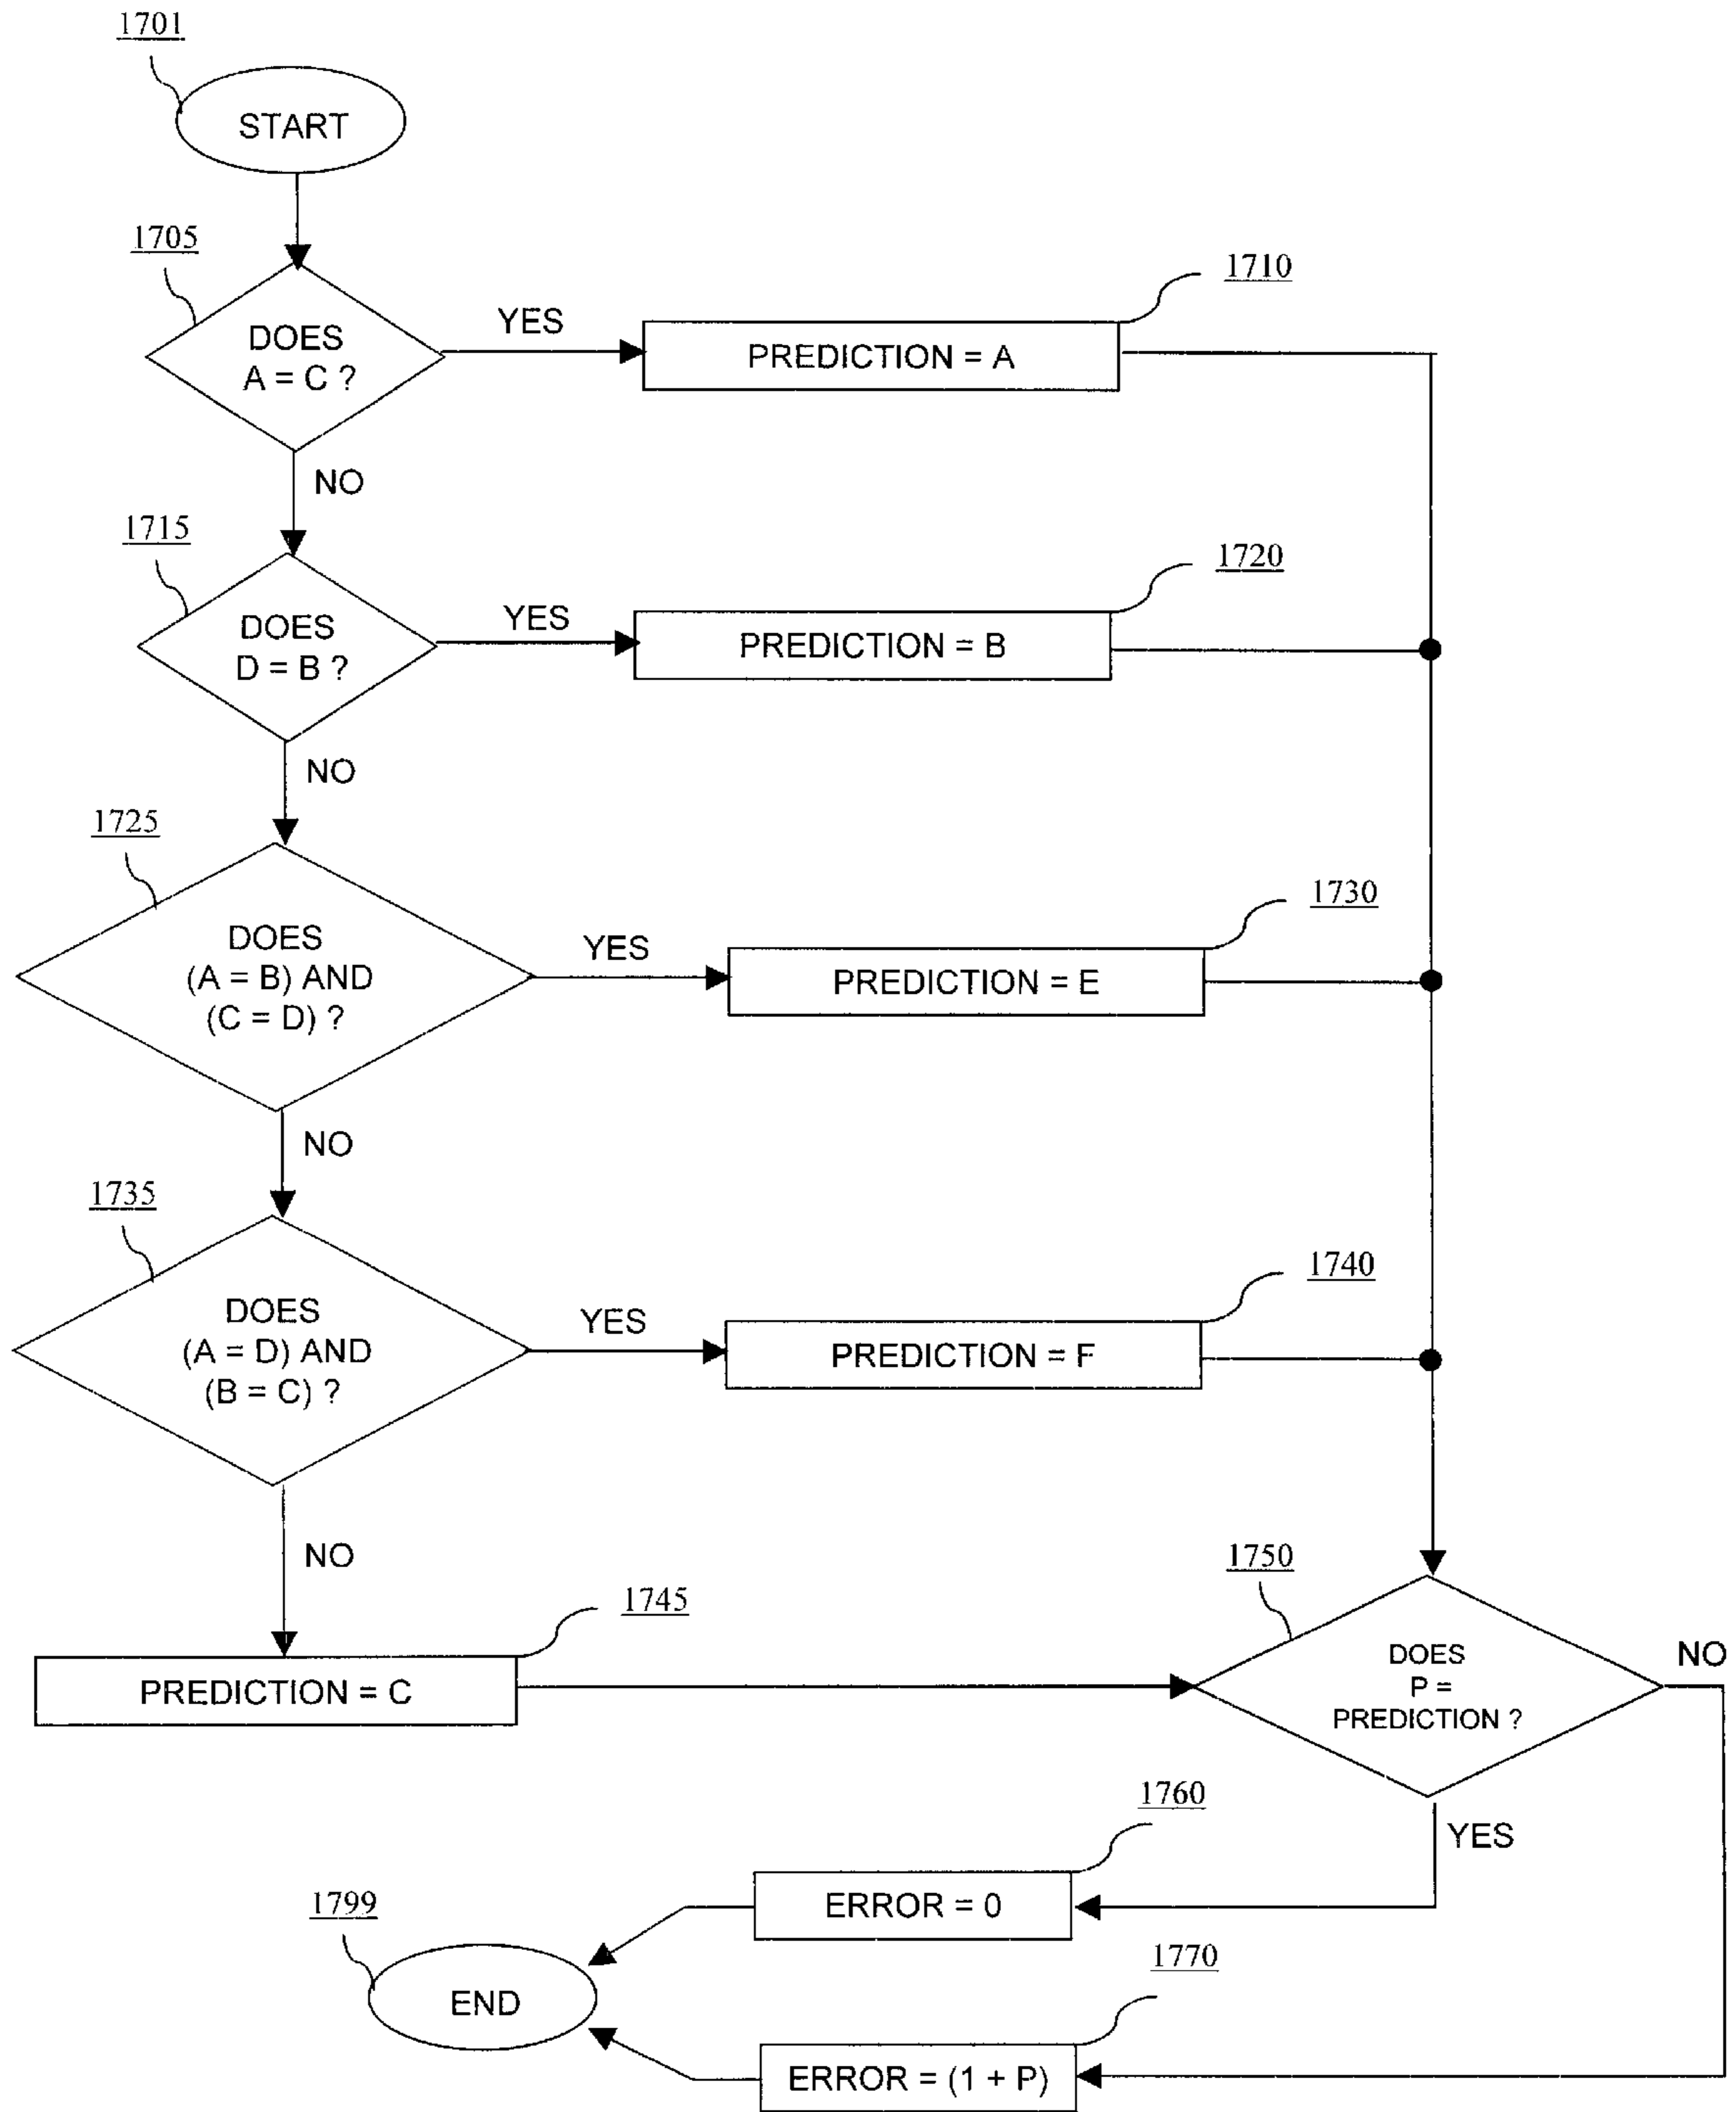 1701
START
1705
DOES
A = C ?
YES
1710
PREDICTION = A
NO
1715
DOES
D = B ?
YES
1720
PREDICTION = B
NO
1725
DOES
(A = B) AND
(C = D) ?
YES
1730
PREDICTION = E
NO
1735
DOES
(A = D) AND
(B = C) ?
YES
1740
PREDICTION = F
NO
1745
PREDICTION = C
1750
DOES
P =
PREDICTION ?
NO
YES
1760
ERROR = 0
1799
END
1770
ERROR = (1 + P)